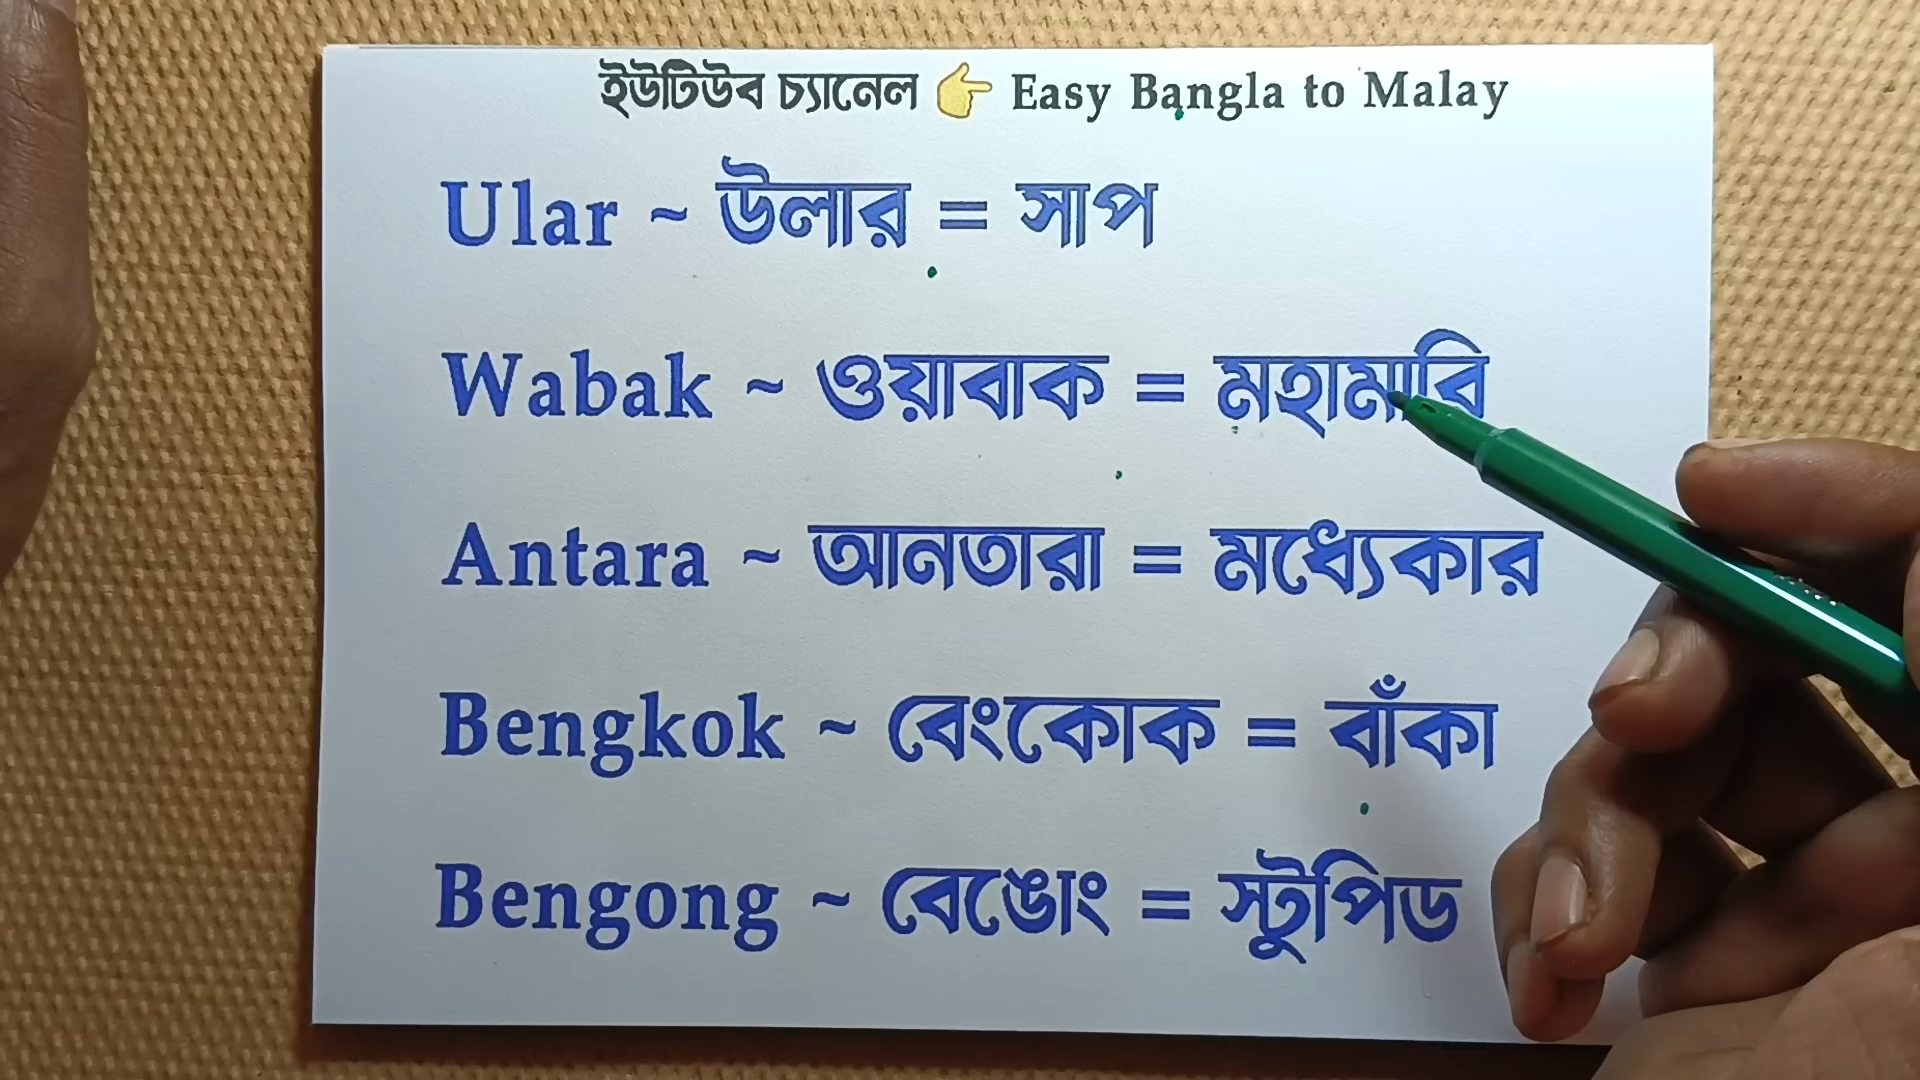 ইউটিউব চ্যানেল 👉 Easy Bangla to Malay
Ular ~ উলার = সাপ
Wabak ~ ওয়াবাক = মহামারি
Antara ~ আনতারা = মধ্যেকার
Bengkok ~ বেংকোক = বাঁকা
Bengong ~ বেঙোং = স্টুপিড